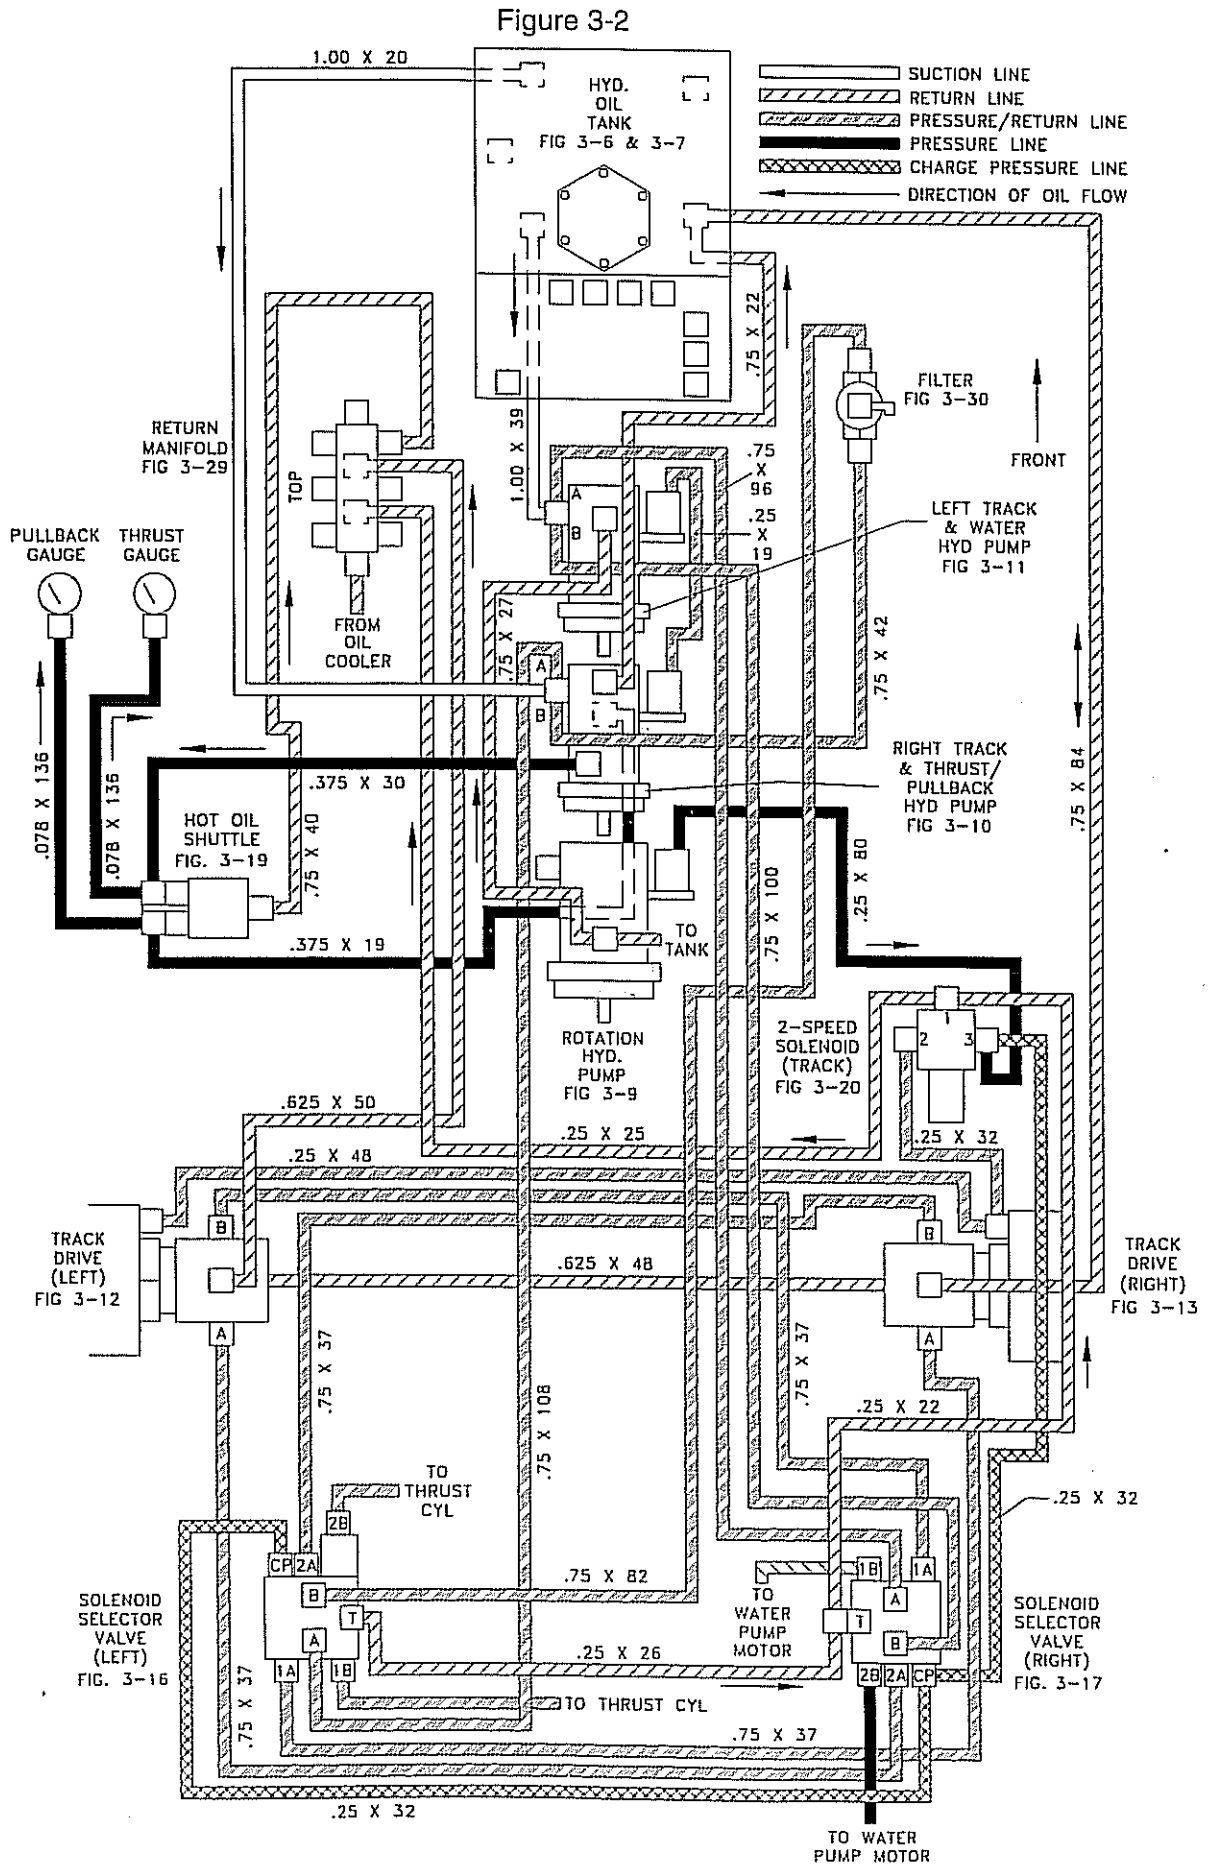 Figure 3-2
1.00 X 20
HYD.
OIL
TANK
FIG 3-6 & 3-7
SUCTION LINE
RETURN LINE
PRESSURE/RETURN LINE
PRESSURE LINE
CHARGE PRESSURE LINE
DIRECTION OF OIL FLOW
.75 X 22
FILTER
FIG 3-30
FRONT
RETURN
MANIFOLD
FIG 3-29
TOP
1.00 X 39
.75
X
96
.25
X
19
A
B
LEFT TRACK
& WATER
HYD PUMP
FIG 3-11
PULLBACK
GAUGE
THRUST
GAUGE
FROM
OIL
COOLER
.75 X 27
.75 X 42
A
B
.078 X 136
.078 X 136
.375 X 30
RIGHT TRACK
& THRUST/
PULLBACK
HYD PUMP
FIG 3-10
.75 X 84
HOT OIL
SHUTTLE
FIG. 3-19
.75 X 40
.75 X 100
.25 X 80
.375 X 19
TO
TANK
ROTATION
HYD.
PUMP
FIG 3-9
2-SPEED
SOLENOID
(TRACK)
FIG 3-20
1
2
3
.625 X 50
.25 X 25
.25 X 32
.25 X 48
B
B
TRACK
DRIVE
(LEFT)
FIG 3-12
.625 X 48
TRACK
DRIVE
(RIGHT)
FIG 3-13
A
A
.75 X 37
.75 X 108
.75 X 37
.25 X 22
TO
THRUST
CYL
.25 X 32
2B
CP
2A
B
T
A
1A
1B
.75 X 82
TO
WATER
PUMP
MOTOR
1B
1A
A
T
B
2B
2A
CP
SOLENOID
SELECTOR
VALVE
(LEFT)
FIG. 3-16
SOLENOID
SELECTOR
VALVE
(RIGHT)
FIG. 3-17
.25 X 26
TO THRUST CYL
.75 X 37
.75 X 37
.25 X 32
TO WATER
PUMP MOTOR